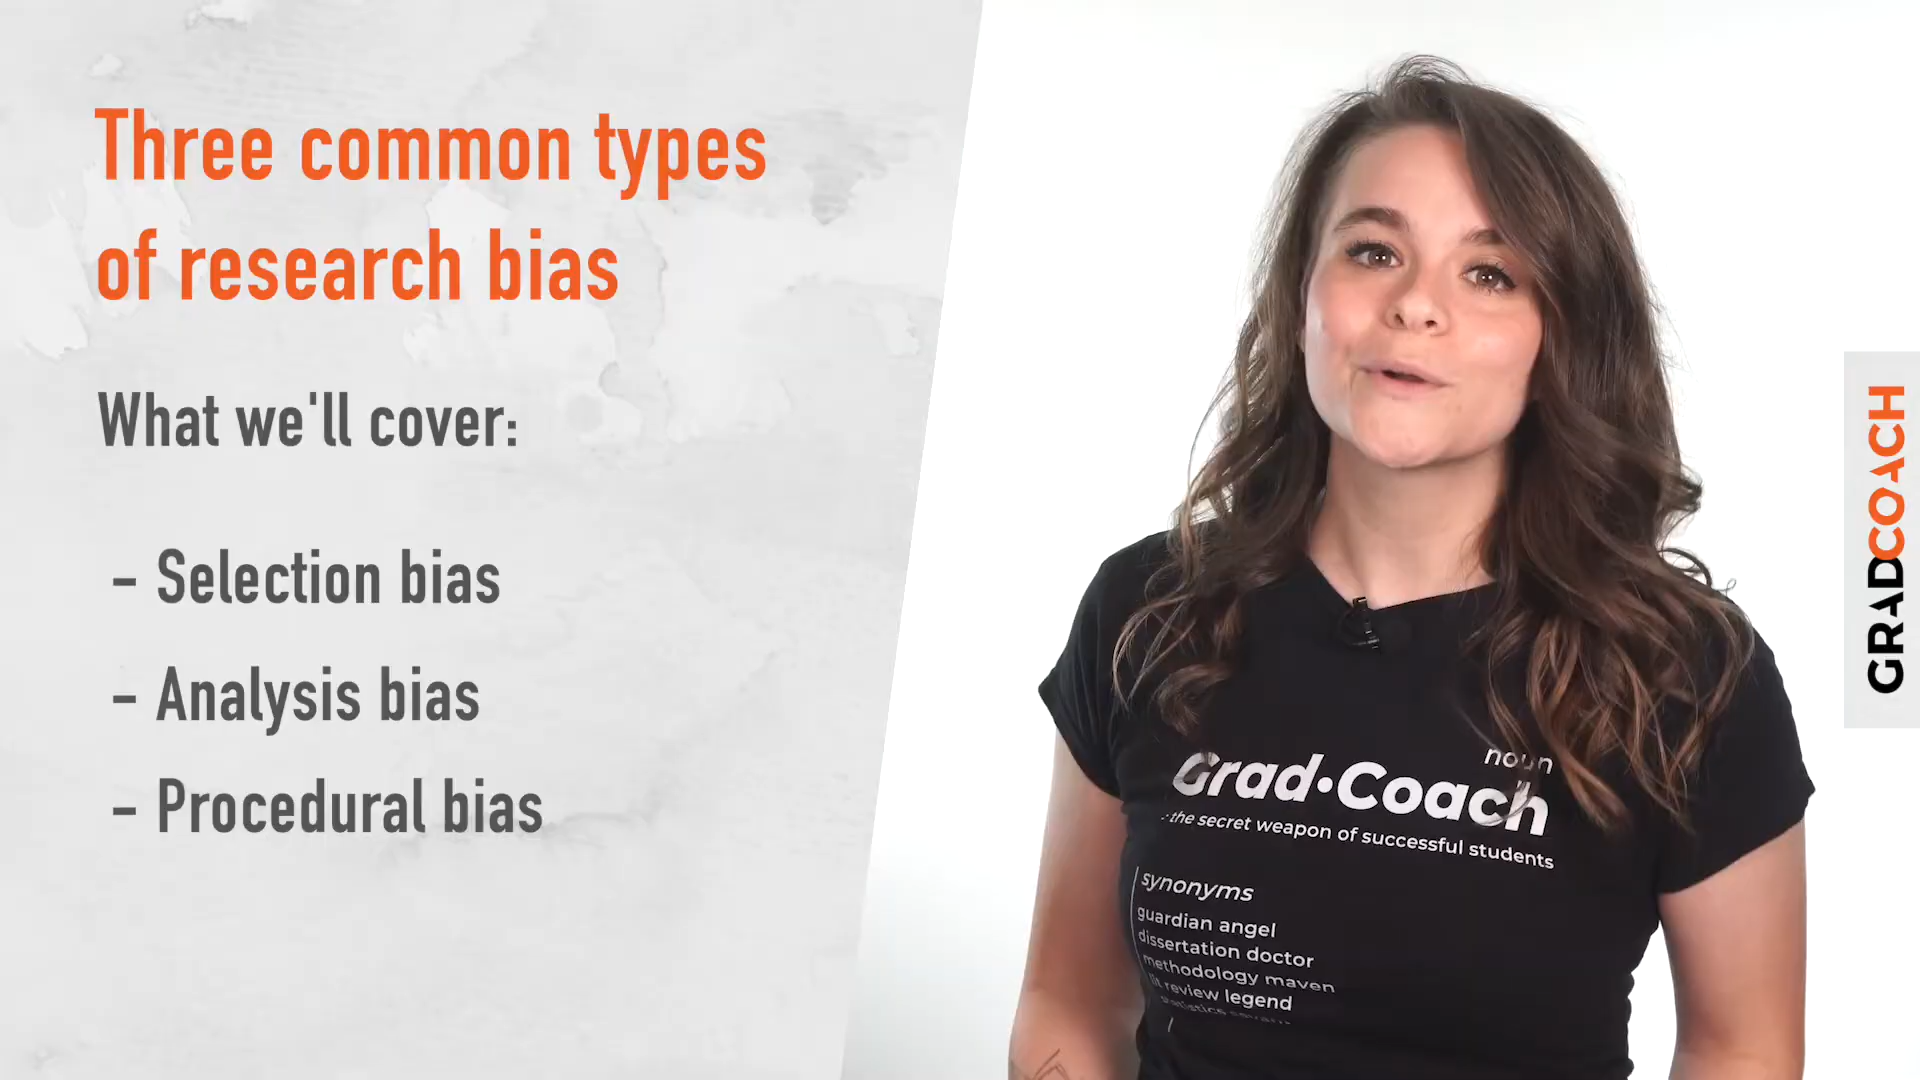 Three common types
of research bias
What we'll cover:
- Selection bias
- Analysis bias
- Procedural bias
GRADCOACH
noun
Grad•Coach
- the secret weapon of successful students
synonyms
guardian angel
dissertation doctor
methodology maven
lit review legend